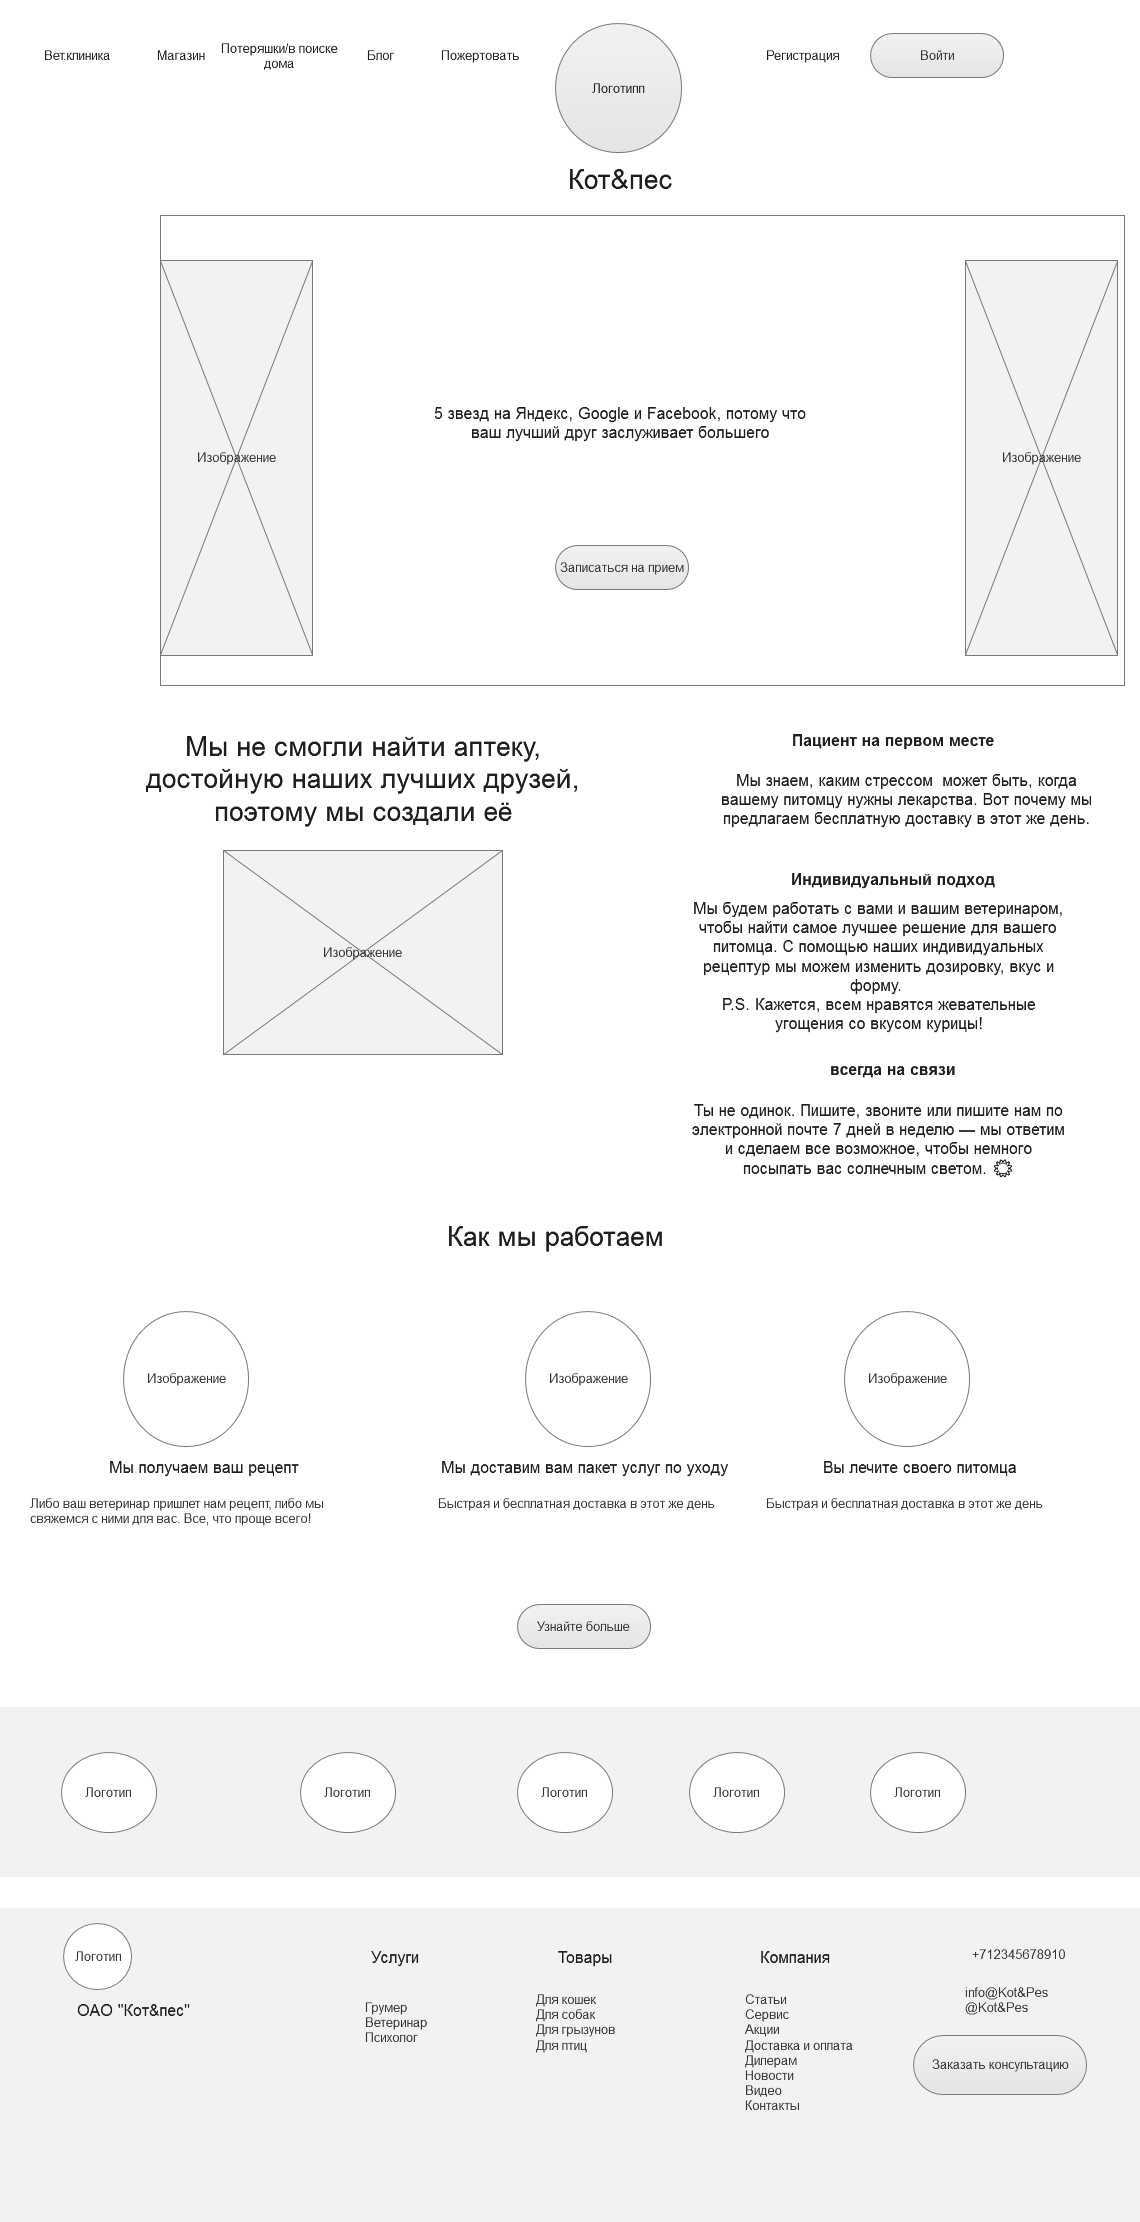 Вет.клиника
Магазин
Потеряшки/в поиске
дома
Блог
Пожертовать
Логотипп
Регистрация
Войти
Кот&пес
Изображение
5 звезд на Яндекс, Google и Facebook, потому что
ваш лучший друг заслуживает большего
Записаться на прием
Изображение
Мы не смогли найти аптеку,
достойную наших лучших друзей,
поэтому мы создали её
Изображение
Пациент на первом месте
Мы знаем, каким стрессом  может быть, когда
вашему питомцу нужны лекарства. Вот почему мы
предлагаем бесплатную доставку в этот же день.
Индивидуальный подход
Мы будем работать с вами и вашим ветеринаром,
чтобы найти самое лучшее решение для вашего
питомца. С помощью наших индивидуальных
рецептур мы можем изменить дозировку, вкус и
форму.
P.S. Кажется, всем нравятся жевательные
угощения со вкусом курицы!
всегда на связи
Ты не одинок. Пишите, звоните или пишите нам по
электронной почте 7 дней в неделю — мы ответим
и сделаем все возможное, чтобы немного
посыпать вас солнечным светом.
Как мы работаем
Изображение
Мы получаем ваш рецепт
Либо ваш ветеринар пришлет нам рецепт, либо мы
свяжемся с ними для вас. Все, что проще всего!
Изображение
Мы доставим вам пакет услуг по уходу
Быстрая и бесплатная доставка в этот же день
Изображение
Вы лечите своего питомца
Быстрая и бесплатная доставка в этот же день
Узнайте больше
Логотип
Логотип
Логотип
Логотип
Логотип
Логотип
ОАО "Кот&пес"
Услуги
Грумер
Ветеринар
Психолог
Товары
Для кошек
Для собак
Для грызунов
Для птиц
Компания
Статьи
Сервис
Акции
Доставка и оплата
Диперам
Новости
Видео
Контакты
+712345678910
info@Kot&Pes
@Kot&Pes
Заказать консультацию